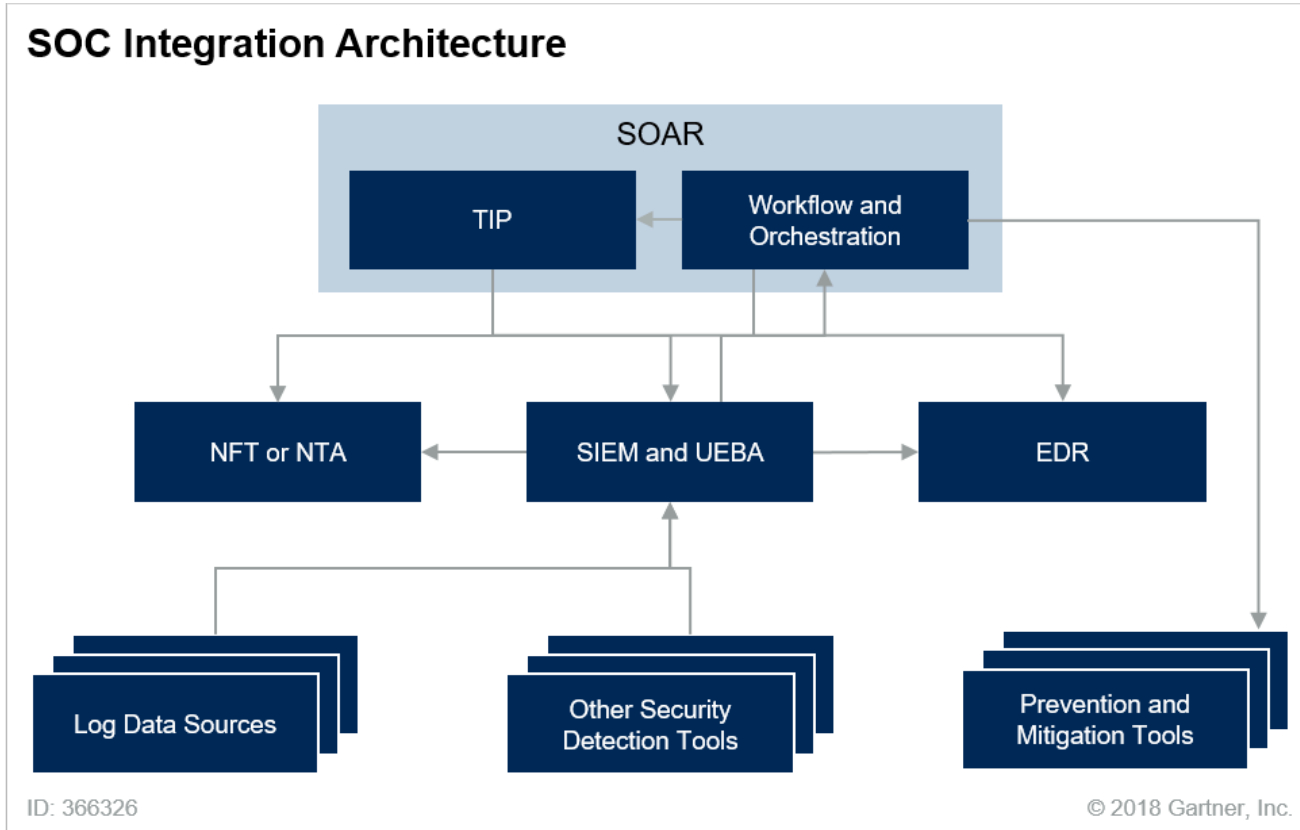 SOC Integration Architecture
SOAR
TIP
Workflow and
Orchestration
NFT or NTA
SIEM and UEBA
EDR
Log Data Sources
Other Security
Detection Tools
Prevention and
Mitigation Tools
ID: 366326
© 2018 Gartner, Inc.